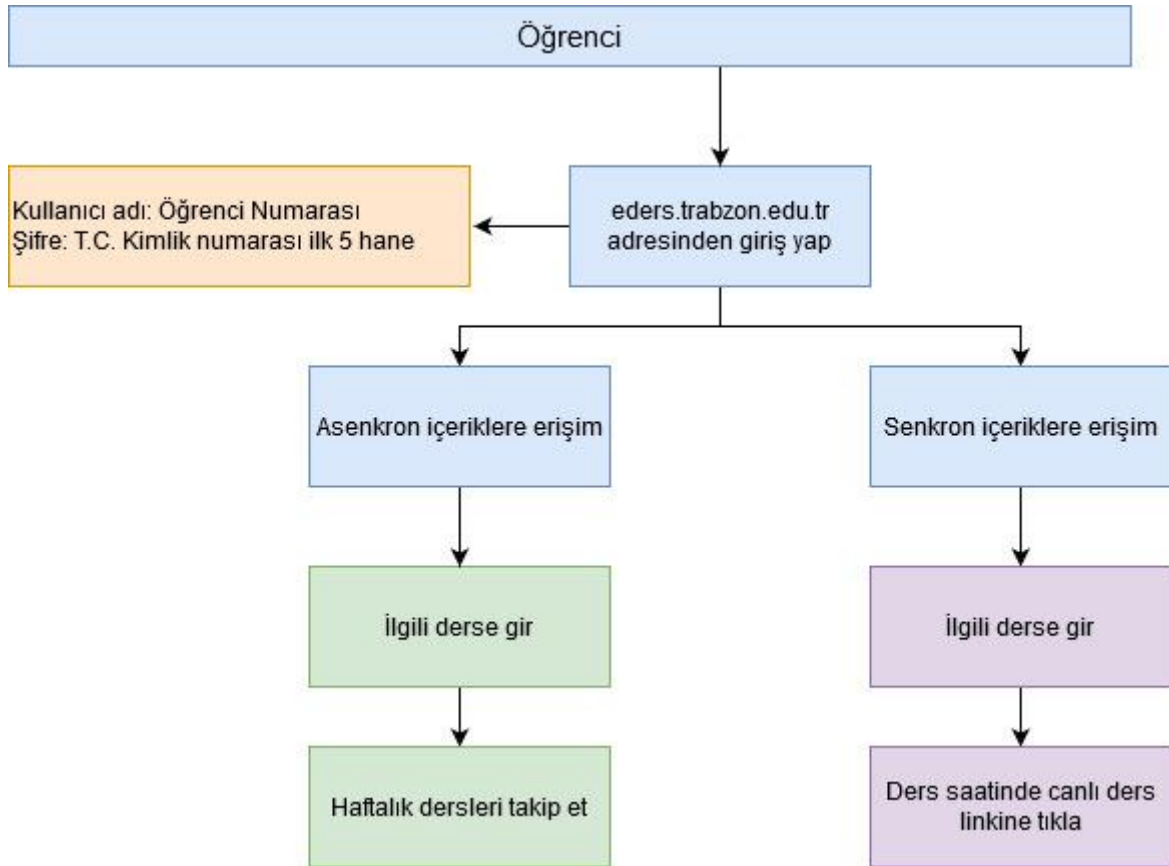 Öğrenci
Kullanıcı adı: Öğrenci Numarası
Şifre: T.C. Kimlik numarası ilk 5 hane
eders.trabzon.edu.tr
adresinden giriş yap
Asenkron içeriklere erişim
Senkron içeriklere erişim
İlgili derse gir
İlgili derse gir
Haftalık dersleri takip et
Ders saatinde canlı ders
linkine tıkla